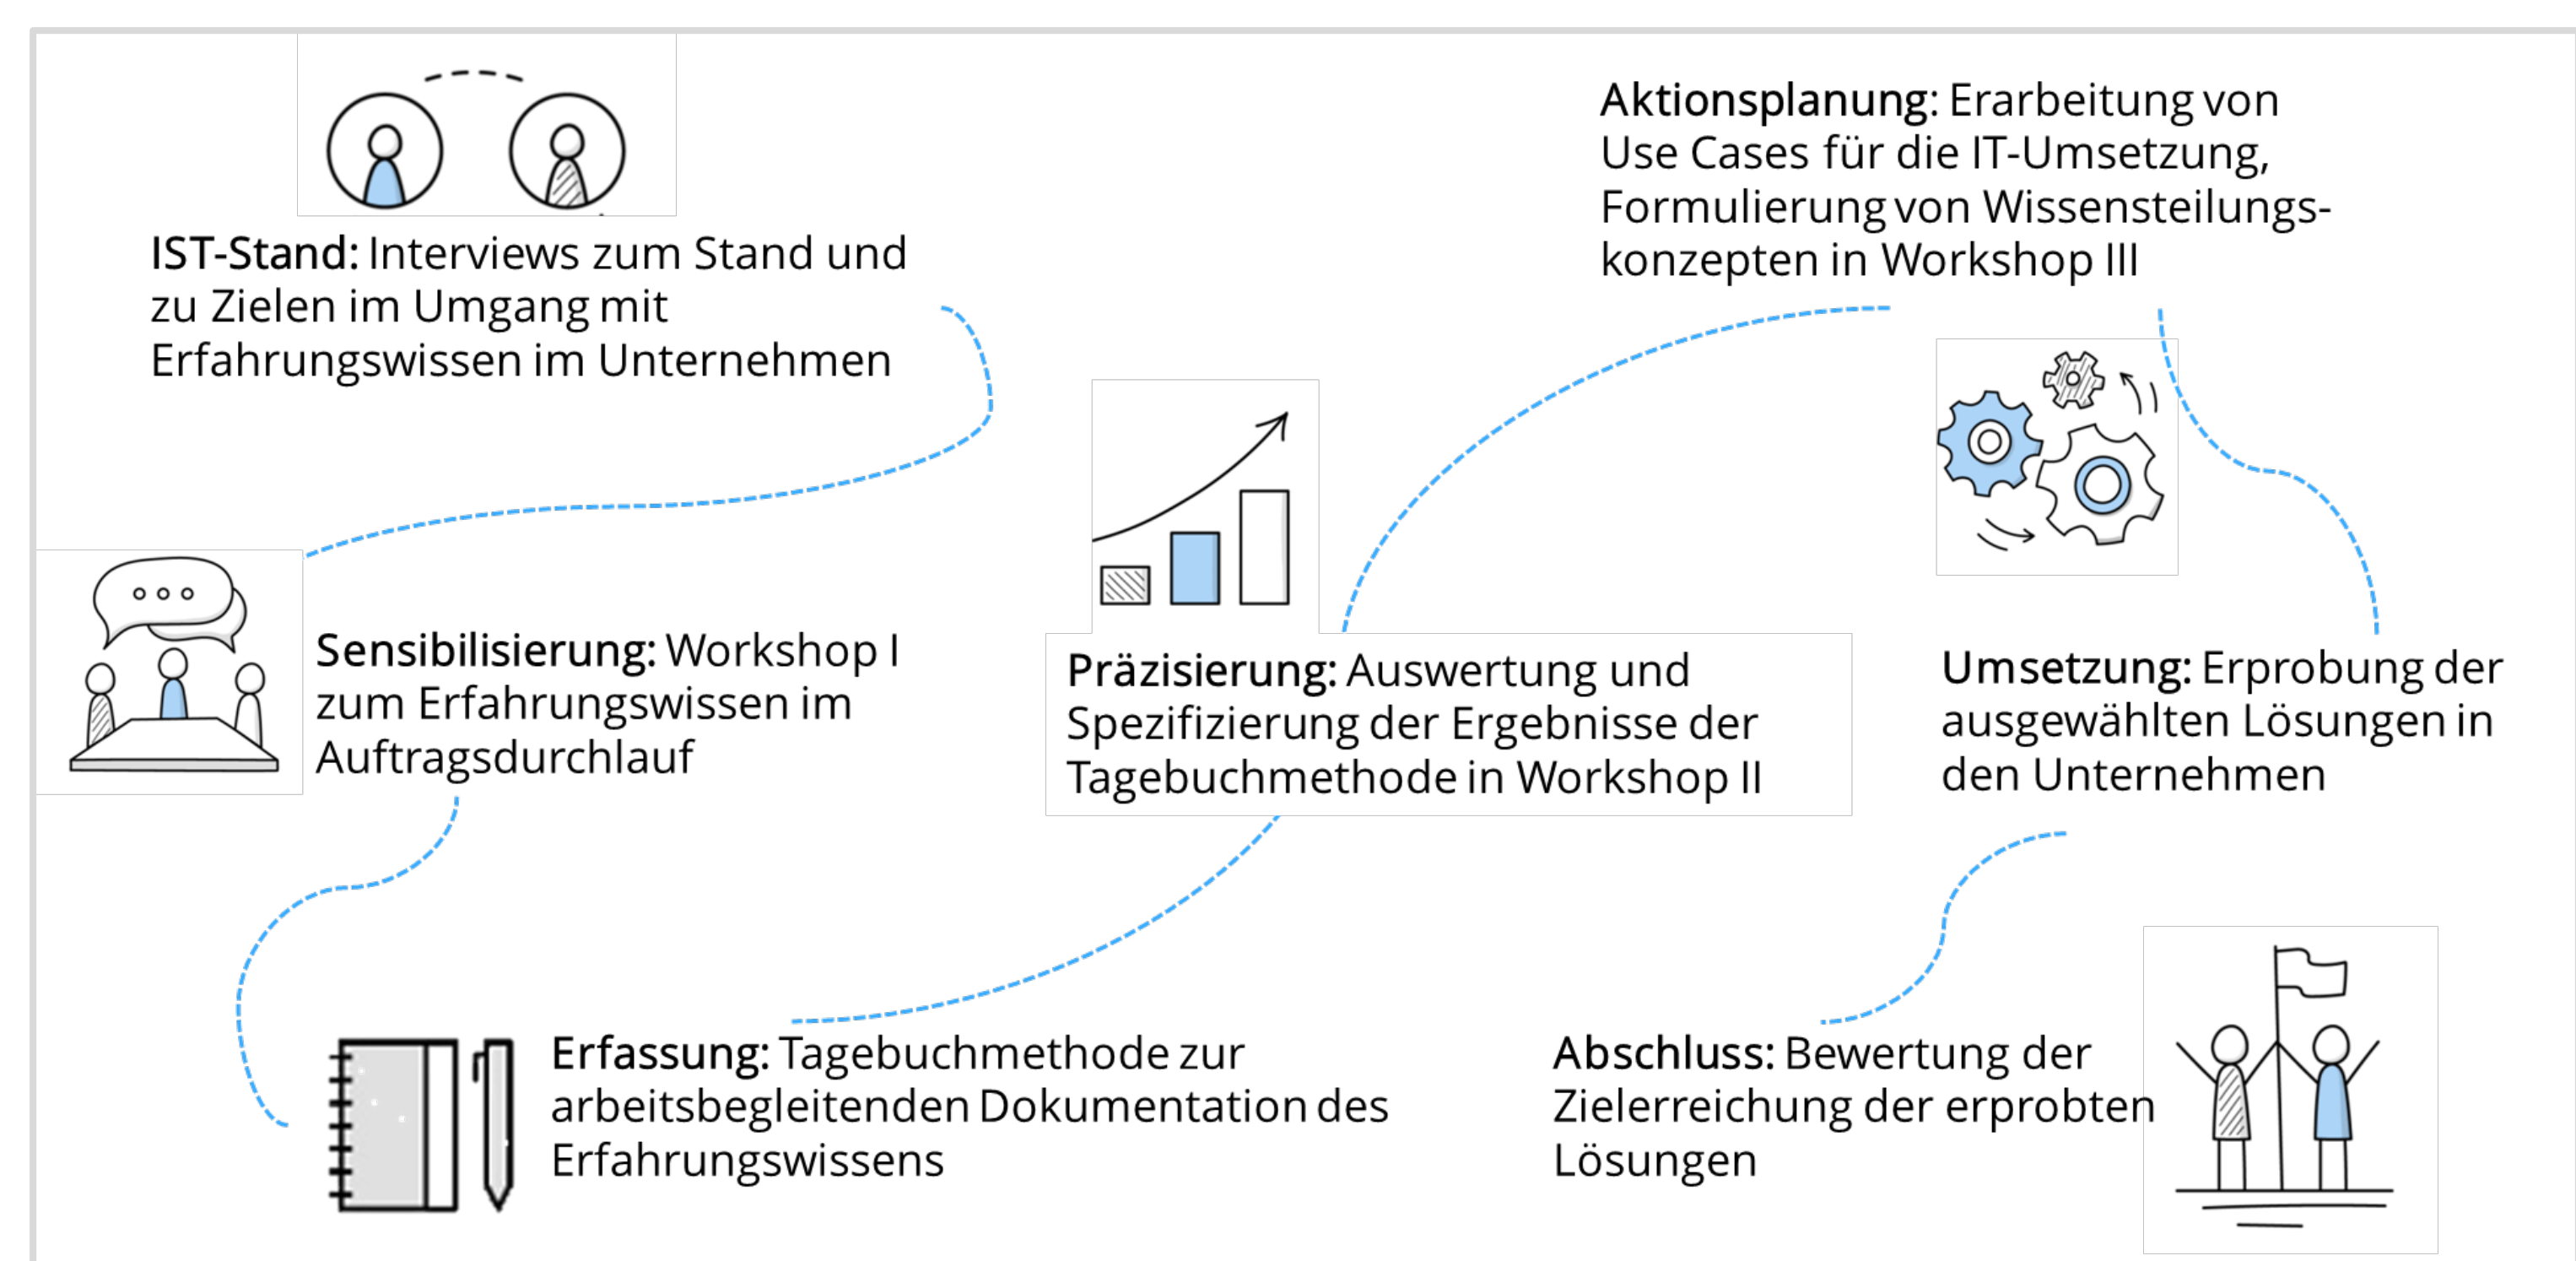 IST-Stand: Interviews zum Stand und
zu Zielen im Umgang mit
Erfahrungswissen im Unternehmen
Sensibilisierung: Workshop I
zum Erfahrungswissen im
Auftragsdurchlauf
Erfassung: Tagebuchmethode zur
arbeitsbegleitenden Dokumentation des
Erfahrungswissens
Präzisierung: Auswertung und
Spezifizierung der Ergebnisse der
Tagebuchmethode in Workshop II
Aktionsplanung: Erarbeitung von
Use Cases für die IT-Umsetzung,
Formulierung von Wissensteilungs-
konzepten in Workshop III
Umsetzung: Erprobung der
ausgewählten Lösungen in
den Unternehmen
Abschluss: Bewertung der
Zielerreichung der erprobten
Lösungen